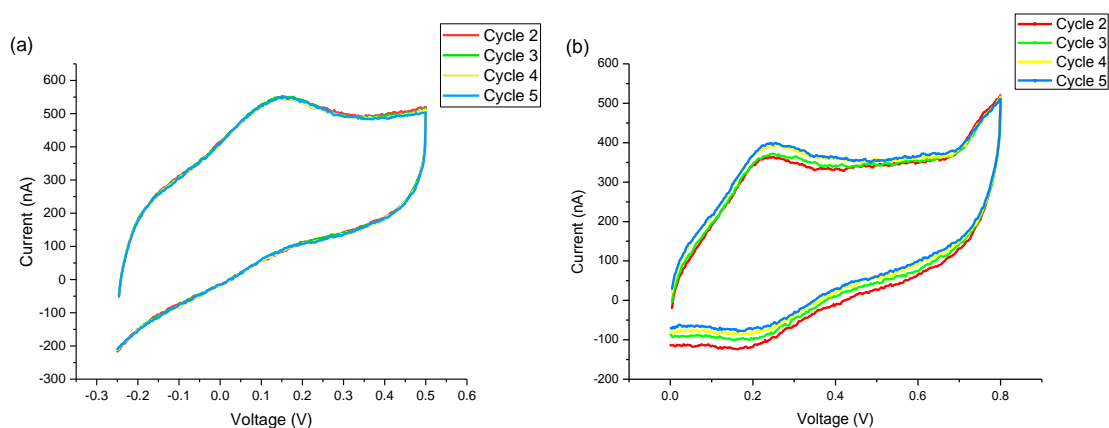 (a)
Cycle 2
Cycle 3
Cycle 4
Cycle 5
600
500
400
300
200
100
0
-100
-200
-300
Current (nA)
-0.3 -0.2 -0.1 0.0 0.1 0.2 0.3 0.4 0.5 0.6
Voltage (V)
(b)
Cycle 2
Cycle 3
Cycle 4
Cycle 5
600
500
400
300
200
100
0
-100
-200
Current (nA)
0.0 0.2 0.4 0.6 0.8
Voltage (V)